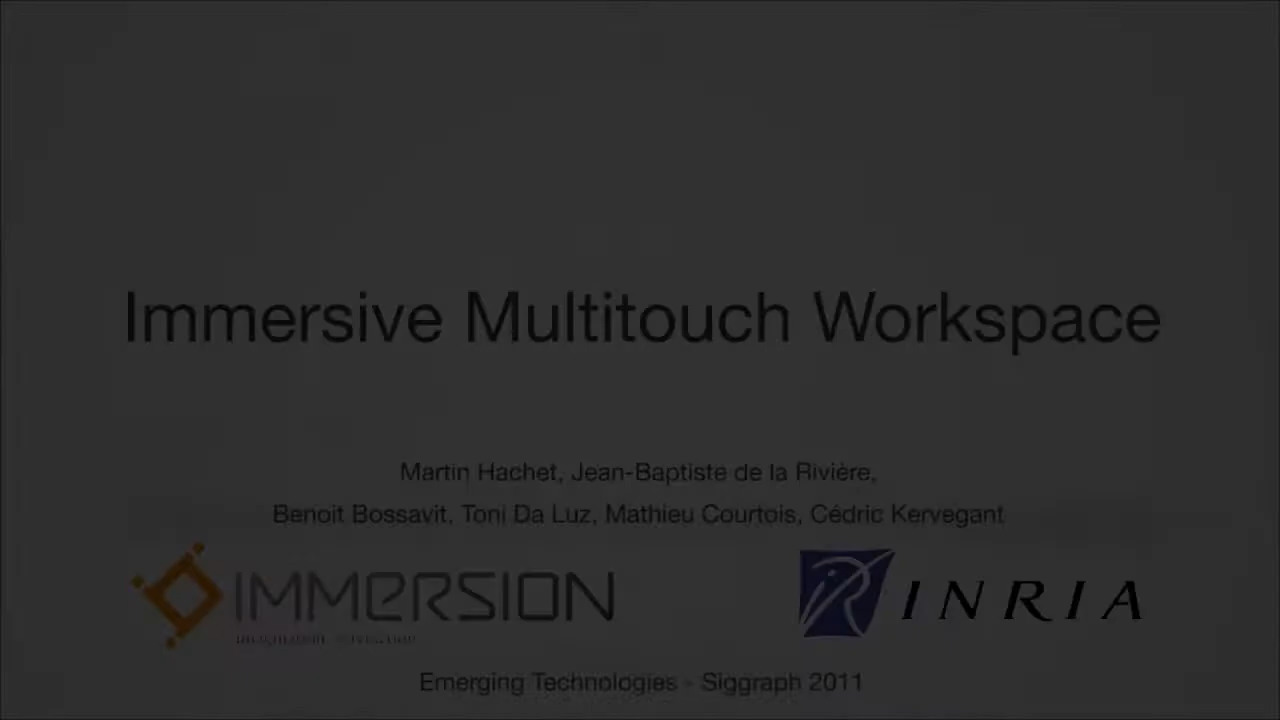 Immersive Multitouch Workspace
Martin Hachet, Jean-Baptiste de la Rivière,
Benoit Bossavit, Toni Da Luz, Mathieu Courtois, Cédric Kervegant
IMMERSION
INRIA
Emerging Technologies - Siggraph 2011